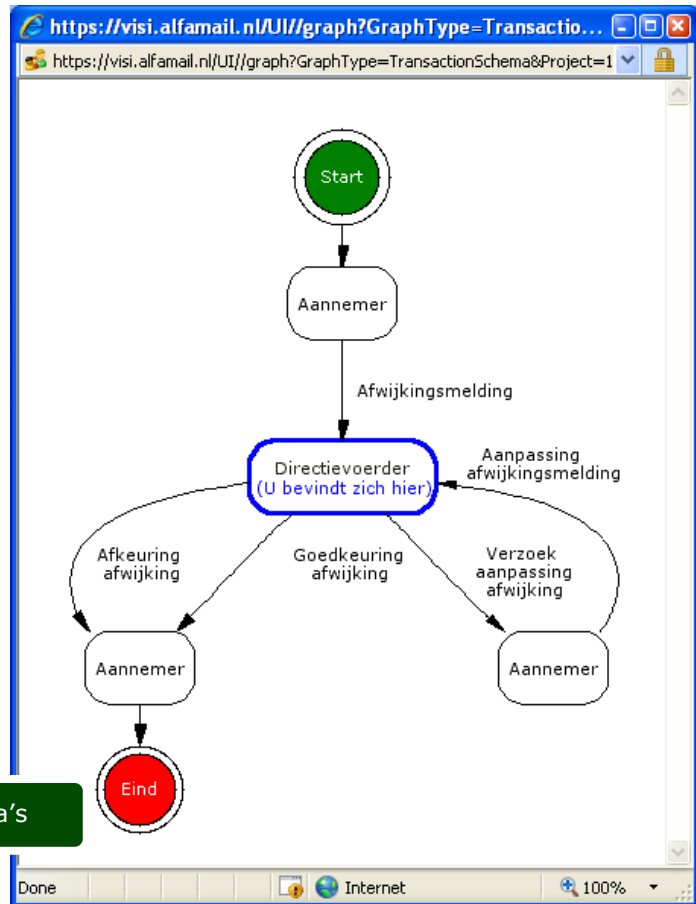 https://visi.alfamail.nl/UI//graph?GraphType=Transactio...
https://visi.alfamail.nl/UI//graph?GraphType=TransactionSchema&Project=1
Start
Aannemer
Afwijkingsmelding
Directievoerder
(U bevindt zich hier)
Aanpassing
afwijkingsmelding
Afkeuring
afwijking
Goedkeuring
afwijking
Verzoek
aanpassing
afwijking
Aannemer
Aannemer
Eind
a's
Done
Internet
100%